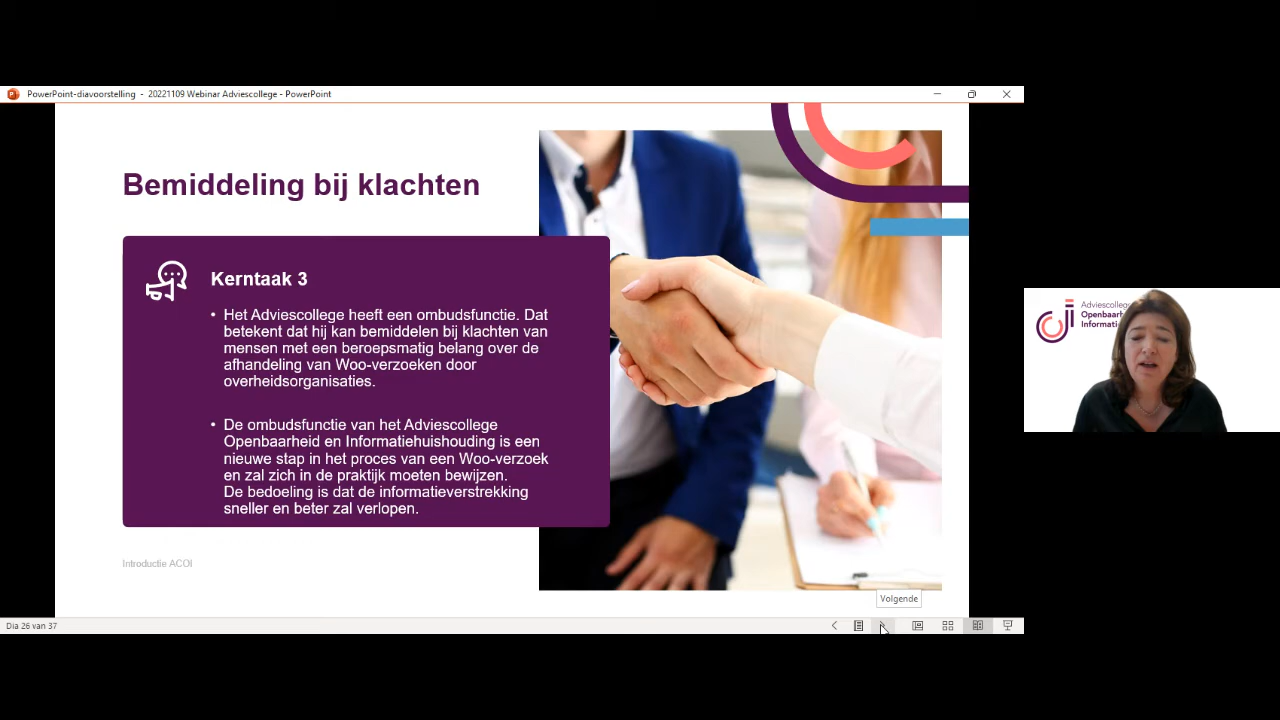 PowerPoint-diavoorstelling - 20221109 Webinar Adviescollege - PowerPoint
Bemiddeling bij klachten
Kerntaak 3
• Het Adviescollege heeft een ombudsfunctie. Dat
betekent dat hij kan bemiddelen bij klachten van
mensen met een beroepsmatig belang over de
afhandeling van Woo-verzoeken door
overheidsorganisaties.
• De ombudsfunctie van het Adviescollege
Openbaarheid en Informatiehuishouding is een
nieuwe stap in het proces van een Woo-verzoek
en zal zich in de praktijk moeten bewijzen.
De bedoeling is dat de informatieverstrekking
sneller en beter zal verlopen.
Introductie ACOI
Volgende
Dia 26 van 37
Adviescollege
Openbaarh
Informati